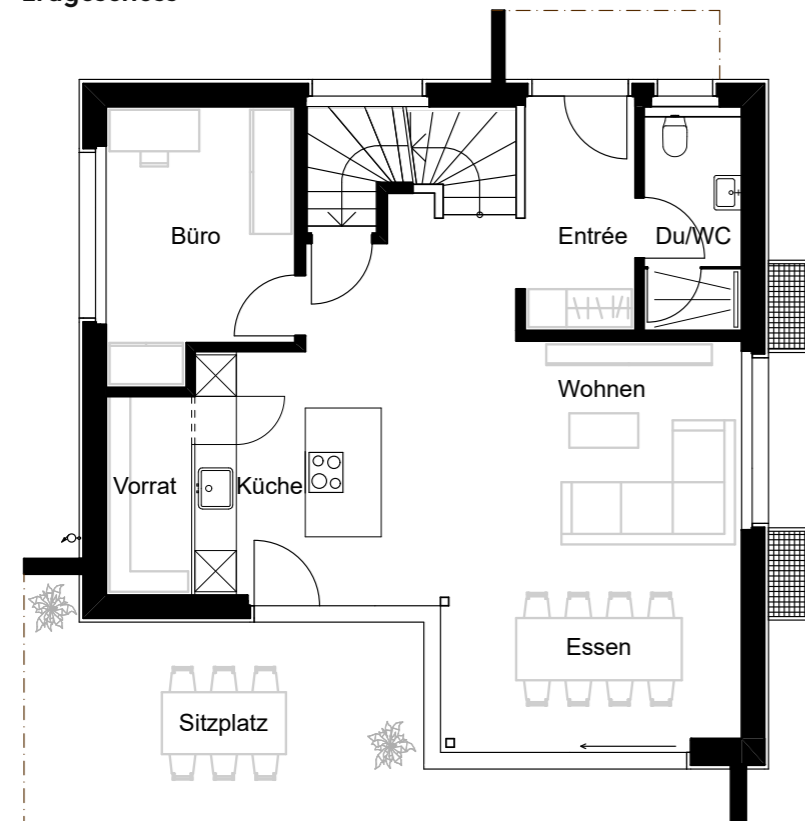 Erdgeschoss
Büro
Entrée
Du/WC
Wohnen
Vorrat
Küche
Essen
Sitzplatz